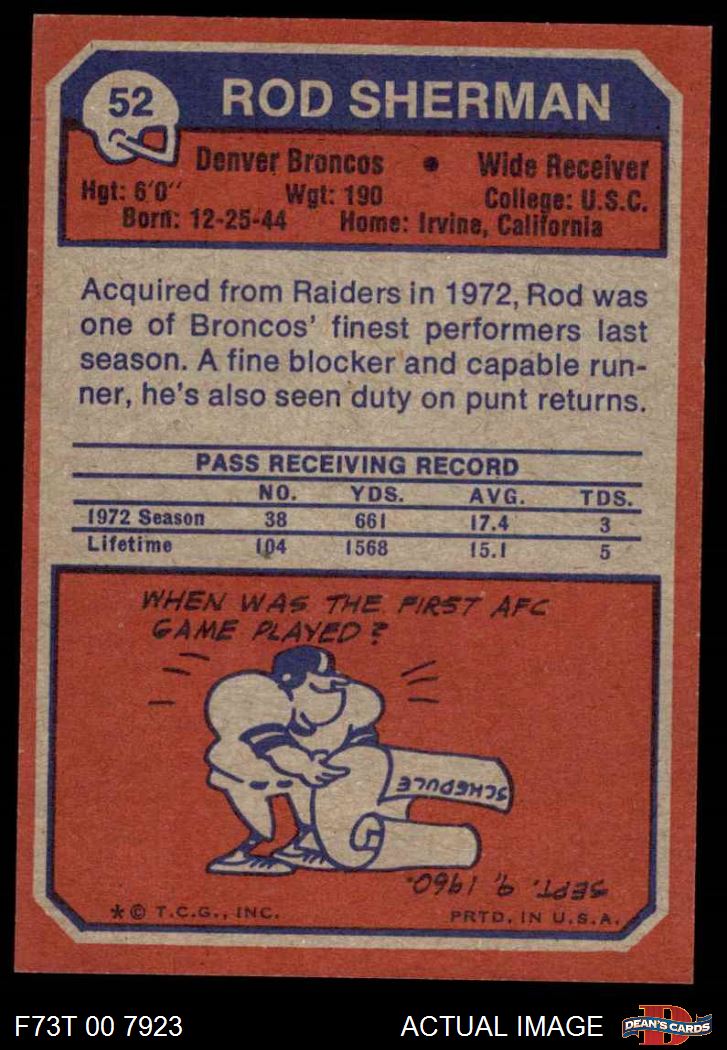 52
ROD SHERMAN
Denver Broncos • Wide Receiver
Hgt: 6'0" Wgt: 190 College: U.S.C.
Born: 12-25-44 Home: Irvine, California
Acquired from Raiders in 1972, Rod was
one of Broncos' finest performers last
season. A fine blocker and capable run-
ner, he's also seen duty on punt returns.
PASS RECEIVING RECORD
NO. YDS. AVG. TDS.
1972 Season 38 661 17.4 3
Lifetime 104 1568 15.1 5
WHEN WAS THE FIRST AFC
GAME PLAYED?
SCHEDULE
SEPT. 9, 1960.
* © T.C.G., INC. PRTD. IN U.S.A.
F73T 00 7923 ACTUAL IMAGE
D
DEAN'S CARDS